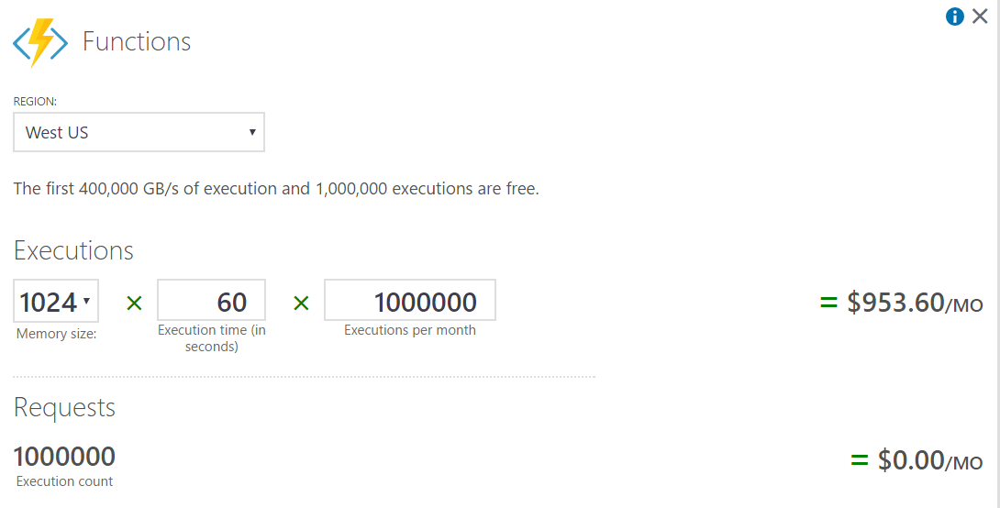 Functions
REGION:
West US
The first 400,000 GB/s of execution and 1,000,000 executions are free.
Executions
1024 × 60 × 1000000 = $953.60/MO
Memory size: Execution time (in seconds) Executions per month
Requests
1000000 = $0.00/MO
Execution count